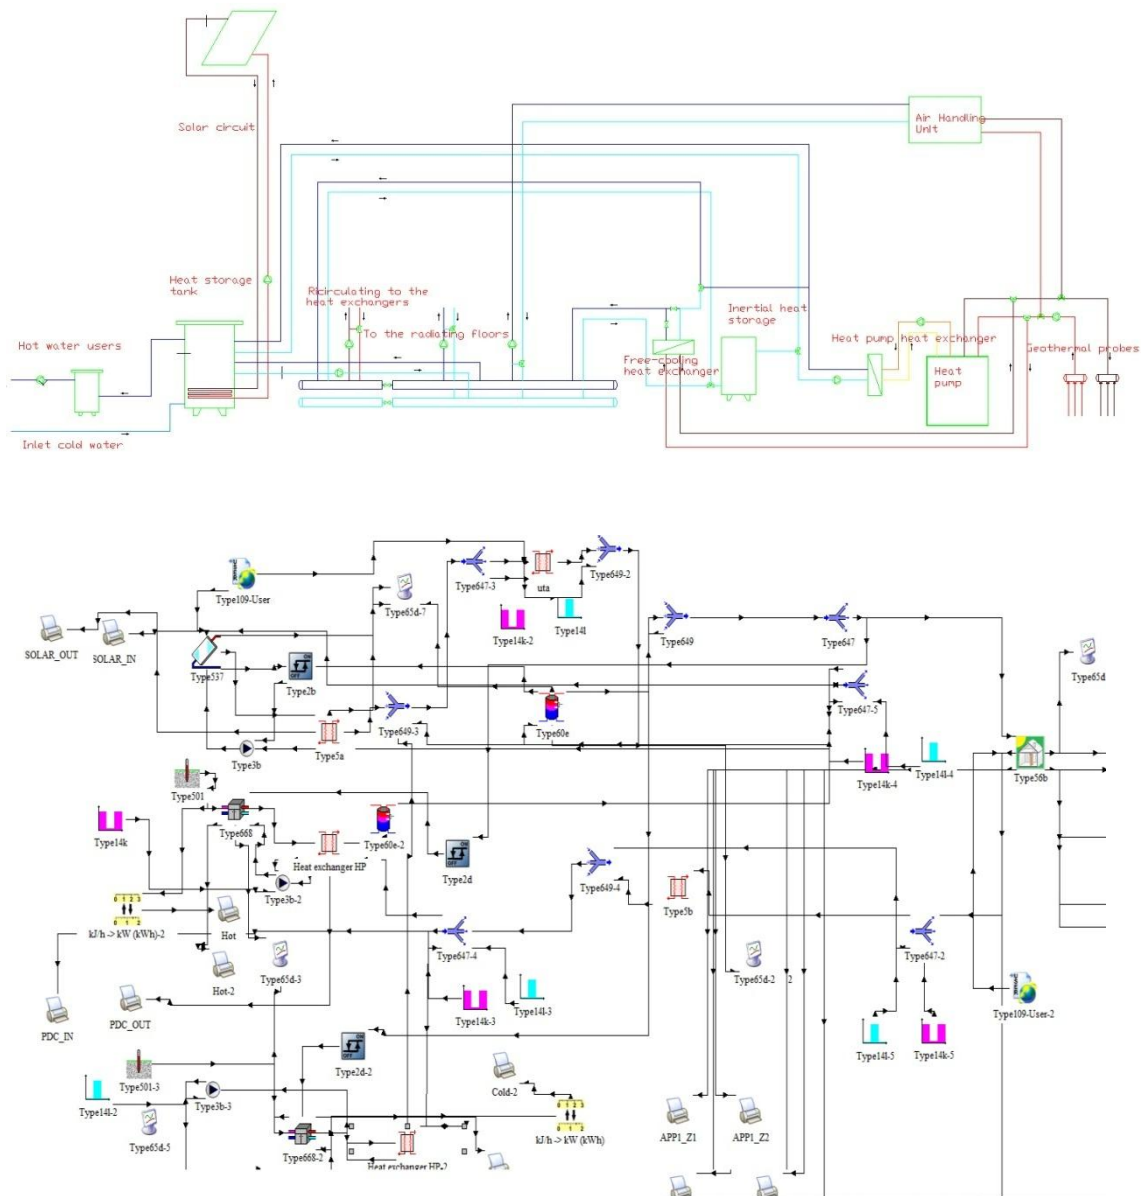 Solar circuit
Air Handling
Unit
Heat storage
tank
Ricirculating to the
heat exchangers
To the radiating floors
Inertial heat
storage
Hot water users
Free-cooling
heat exchanger
Heat pump heat exchanger
Geothermal probes
Heat
pump
Inlet cold water
Type109-User
Type65d-7
Type647-3
uta
Type649-2
SOLAR_OUT
SOLAR_IN
Type537
Type2b
Type14k-2
Type14l
Type649
Type647
Type65d
Type3b
Type5a
Type649-3
Type60e
Type647-5
Type14k-4
Type14l-4
Type56b
Type501
Type668
Type14k
Heat exchanger HP
Type60e-2
Type2d
Type3b-2
Type649-4
Type5b
kJ/h -> kW (kWh)-2
Hot
Hot-2
Type65d-3
Type647-4
Type14k-3
Type14l-3
Type65d-2
2
Type647-2
Type109-User-2
PDC_IN
PDC_OUT
Type14l-5
Type14k-5
Type501-3
Type2d-2
Type14l-2
Type3b-3
Type65d-5
Cold-2
kJ/h -> kW (kWh)
APP1_Z1
APP1_Z2
Type668-2
Heat exchanger HP-2